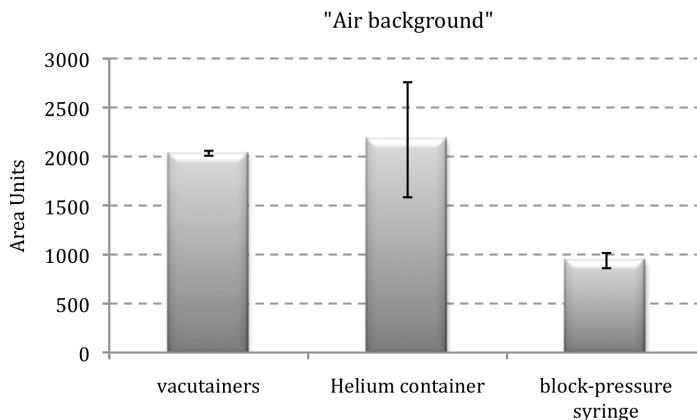 "Air background"
3000
2500
2000
1500
1000
500
0
Area Units
vacutainers
Helium container
block-pressure
syringe